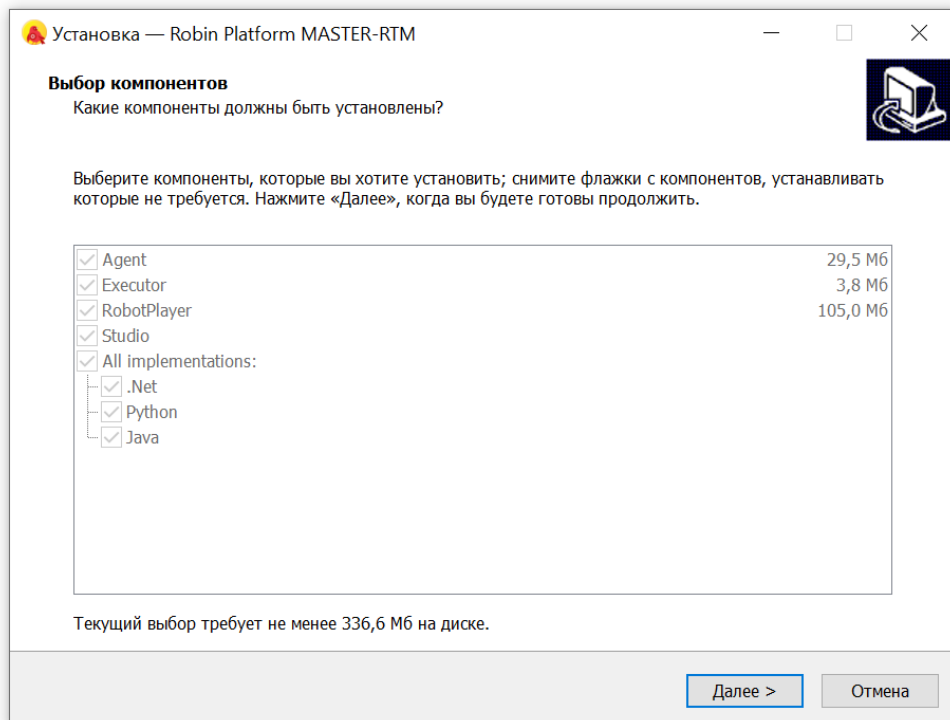 Установка — Robin Platform MASTER-RTM
Выбор компонентов
Какие компоненты должны быть установлены?
Выберите компоненты, которые вы хотите установить; снимите флажки с компонентов, устанавливать
которые не требуется. Нажмите «Далее», когда вы будете готовы продолжить.
Agent 29,5 Мб
Executor 3,8 Мб
RobotPlayer 105,0 Мб
Studio
All implementations:
.Net
Python
Java
Текущий выбор требует не менее 336,6 Мб на диске.
Далее > Отмена